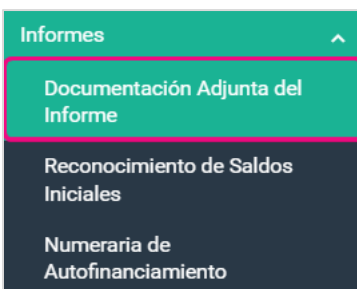 Informes
Documentación Adjunta del
Informe
Reconocimiento de Saldos
Iniciales
Numeraria de
Autofinanciamiento